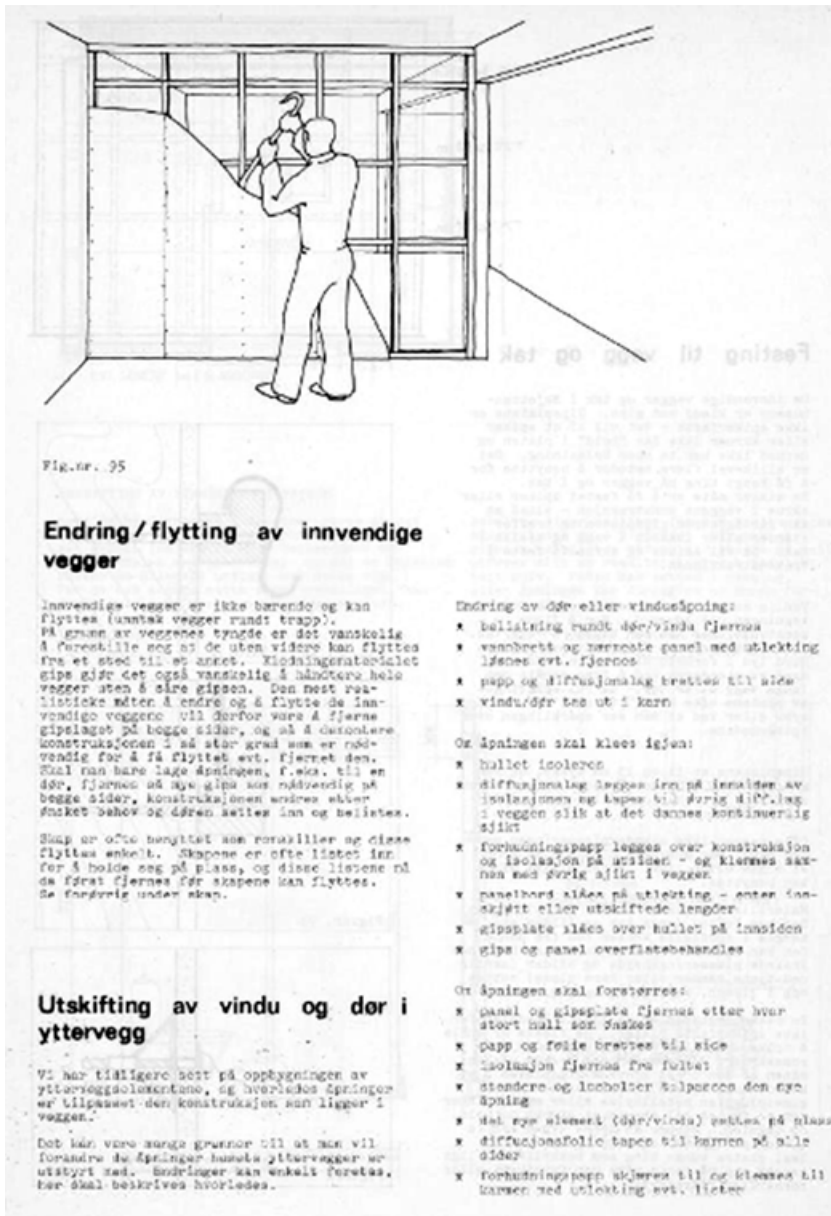 Festing til vegg og tak
Fig.nr. 95
Endring/flytting av innvendige
vegger
Innvendige vegger er ikke bærende og kan
flyttes (unntak vegger rundt trapp).
På grunn av veggenes tyngde er det vanskelig
å forestille seg at de uten videre kan flyttes
fra et sted til et annet. Kledningsmaterialet
gips gjør det også vanskelig å håndtere hele
vegger uten å såre gipsen. Den mest rea-
listiske måten å endre og å flytte de inn-
vendige veggene vil derfor være å fjerne
gipslaget på begge sider, og så å demontere
konstruksjonen i så stor grad som er nød-
vendig for å få flyttet evt. fjernet den.
Skal man bare lage åpningen, f.eks. til en
dør, fjernes så mye gips som nødvendig på
begge sider, konstruksjonen endres etter
ønsket behov og døren settes inn og belistes.
Skap er ofte benyttet som romskiller og disse
flyttes enkelt. Skapene er ofte listet inn
for å holde seg på plass, og disse listene må
da først fjernes før skapene kan flyttes.
Se forøvrig under skap.
Utskifting av vindu og dør i
yttervegg
Vi har tidligere sett på oppbygningen av
ytterveggselementene, og hvorledes åpninger
er tilpasset den konstruksjon som ligger i
veggen.
Det kan være mange grunner til at man vil
forandre de åpninger husets yttervegger er
utstyrt med. Endringer kan enkelt foretas,
her skal beskrives hvorledes.
Endring av dør eller vindusåpning:
* belistning rundt dør/vindu fjernes
* vannbrett og nærmeste panel med utlekting
løsnes evt. fjernes
* papp og diffusjonslag brettes til side
* vindu/dør tas ut i karm
Om åpningen skal klees igjen:
* hullet isoleres
* diffusjonslag legges inn på innsiden av
isolasjonen og tapes til øvrig diff.lag
i veggen slik at det dannes kontinuerlig
sjikt
* forhudningspapp legges over konstruksjon
og isolasjon på utsiden - og klemmes sam-
men med øvrig sjikt i veggen
* panelbord slåes på utlekting - enten inn-
skjøtt eller utskiftede lengder
* gipsplate slåes over hullet på innsiden
* gips og panel overflatebehandles
Om åpningen skal forstørres:
* panel og gipsplate fjernes etter hvor
stort hull som ønskes
* papp og folie brettes til side
* isolasjon fjernes fra feltet
* stendere og losholter tilpasses den nye
åpning
* det nye element (dør/vindu) settes på plass
* diffusjonsfolie tapes til karmen på alle
sider
* forhudningspapp skjæres til og klemmes til
karmen med utlekting evt. lister